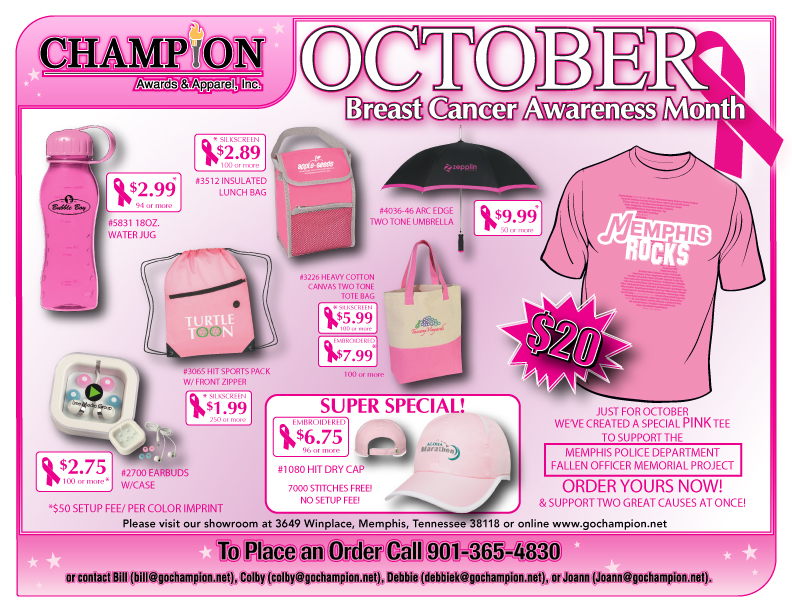 CHAMPION
Awards & Apparel, Inc.
OCTOBER
Breast Cancer Awareness Month
Bubble Boy
$2.99*
94 or more
#5831 18OZ.
WATER JUG
* SILKSCREEN
$2.89
100 or more
#3512 INSULATED
LUNCH BAG
apple-seeds
zepplin
#4036-46 ARC EDGE
TWO TONE UMBRELLA
$9.99*
50 or more
MEMPHIS
ROCKS
$20
TURTLE
TOON
#3065 HIT SPORTS PACK
W/ FRONT ZIPPER
* SILKSCREEN
$1.99
250 or more
#3226 HEAVY COTTON
CANVAS TWO TONE
TOTE BAG
* SILKSCREEN
$5.99
100 or more
EMBROIDERED
$7.99*
100 or more
$2.75
100 or more*
#2700 EARBUDS
W/CASE
*$50 SETUP FEE/ PER COLOR IMPRINT
SUPER SPECIAL!
EMBROIDERED
$6.75
96 or more
#1080 HIT DRY CAP
7000 STITCHES FREE!
NO SETUP FEE!
ALOHA
Marathon
JUST FOR OCTOBER
WE'VE CREATED A SPECIAL PINK TEE
TO SUPPORT THE
MEMPHIS POLICE DEPARTMENT
FALLEN OFFICER MEMORIAL PROJECT
ORDER YOURS NOW!
& SUPPORT TWO GREAT CAUSES AT ONCE!
Please visit our showroom at 3649 Winplace, Memphis, Tennessee 38118 or online www.gochampion.net
To Place an Order Call 901-365-4830
or contact Bill (bill@gochampion.net), Colby (colby@gochampion.net), Debbie (debbiek@gochampion.net), or Joann (Joann@gochampion.net).